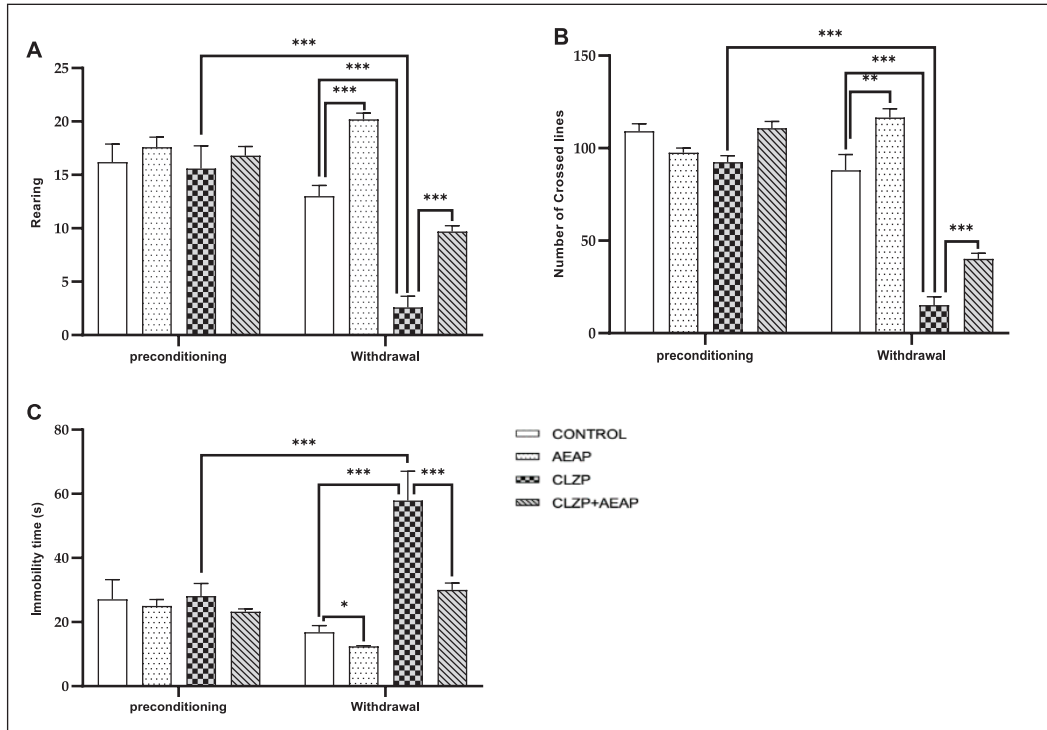 A
***
25
***
***
20
15
***
10
5
0
Rearing
preconditioning
Withdrawal
B
***
150
***
**
100
***
50
0
Number of Crossed lines
preconditioning
Withdrawal
C
80
***
***
***
60
40
20
*
0
Immobility time (s)
preconditioning
Withdrawal
CONTROL
AEAP
CLZP
CLZP+AEAP